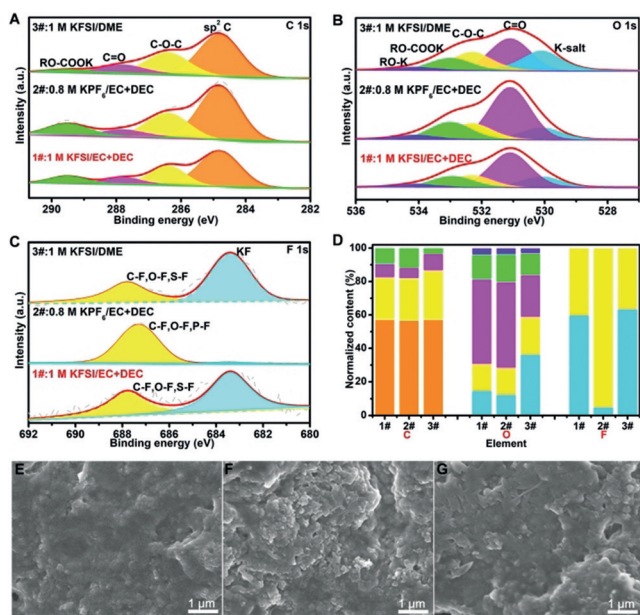 A
C 1s
3#:1 M KFSI/DME
sp² C
C-O-C
C=O
RO-COOK
2#:0.8 M KPF₆/EC+DEC
1#:1 M KFSI/EC+DEC
Intensity (a.u.)
290 288 286 284 282
Binding energy (eV)
B
O 1s
3#:1 M KFSI/DME
C=O
C-O-C
RO-COOK
K-salt
RO-K
2#:0.8 M KPF₆/EC+DEC
1#:1 M KFSI/EC+DEC
Intensity (a.u.)
536 534 532 530 528
Binding energy (eV)
C
F 1s
3#:1 M KFSI/DME
KF
C-F,O-F,S-F
2#:0.8 M KPF₆/EC+DEC
C-F,O-F,P-F
1#:1 M KFSI/EC+DEC
C-F,O-F,S-F
Intensity (a.u.)
692 690 688 686 684 682 680
Binding energy (eV)
D
100
80
60
40
20
0
Normalized content (%)
1# 2# 3# 1# 2# 3# 1# 2# 3#
C O F
Element
E
1 μm
F
1 μm
G
1 μm